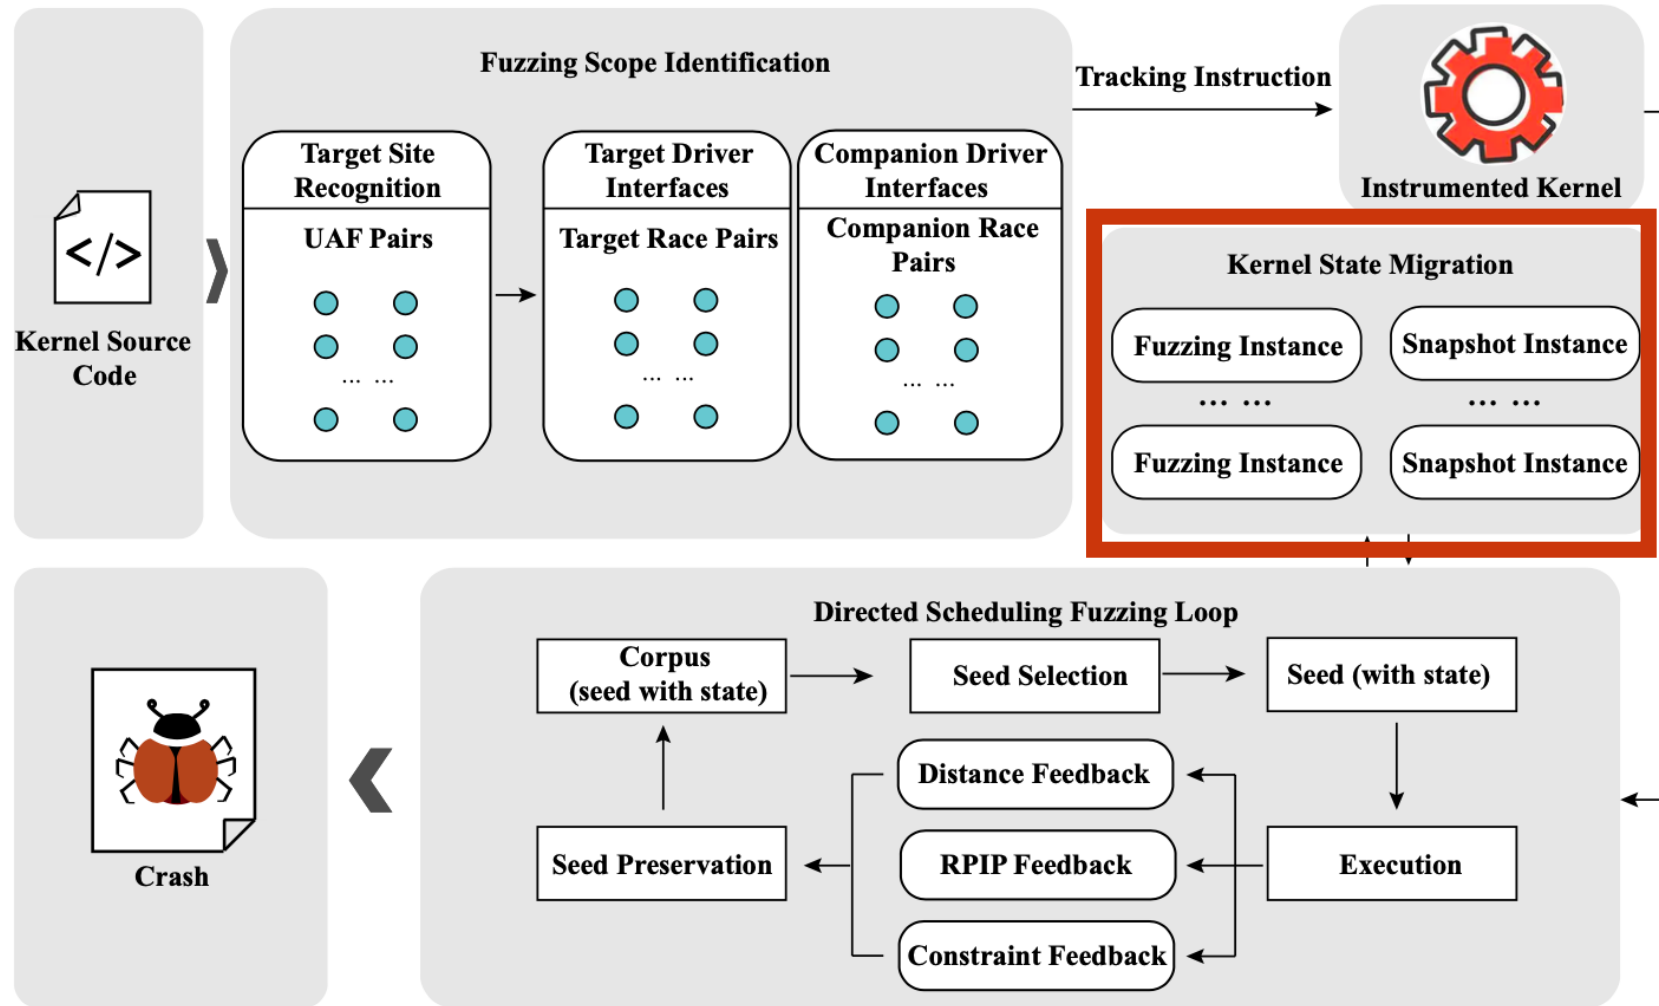 Fuzzing Scope Identification
Tracking Instruction
Instrumented Kernel
</>
Kernel Source
Code
Target Site
Recognition
UAF Pairs
... ...
Target Driver
Interfaces
Target Race Pairs
... ...
Companion Driver
Interfaces
Companion Race
Pairs
... ...
Kernel State Migration
Fuzzing Instance
Snapshot Instance
... ...
... ...
Fuzzing Instance
Snapshot Instance
Directed Scheduling Fuzzing Loop
Corpus
(seed with state)
Seed Selection
Seed (with state)
Distance Feedback
Seed Preservation
RPIP Feedback
Execution
Constraint Feedback
Crash